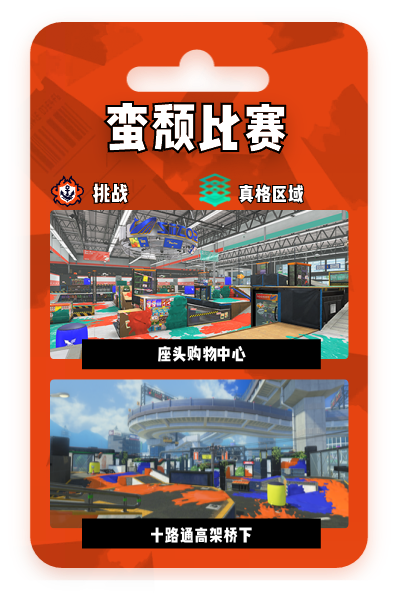 蛮颓比赛
挑战
真格区域
座头购物中心
十路通高架桥下